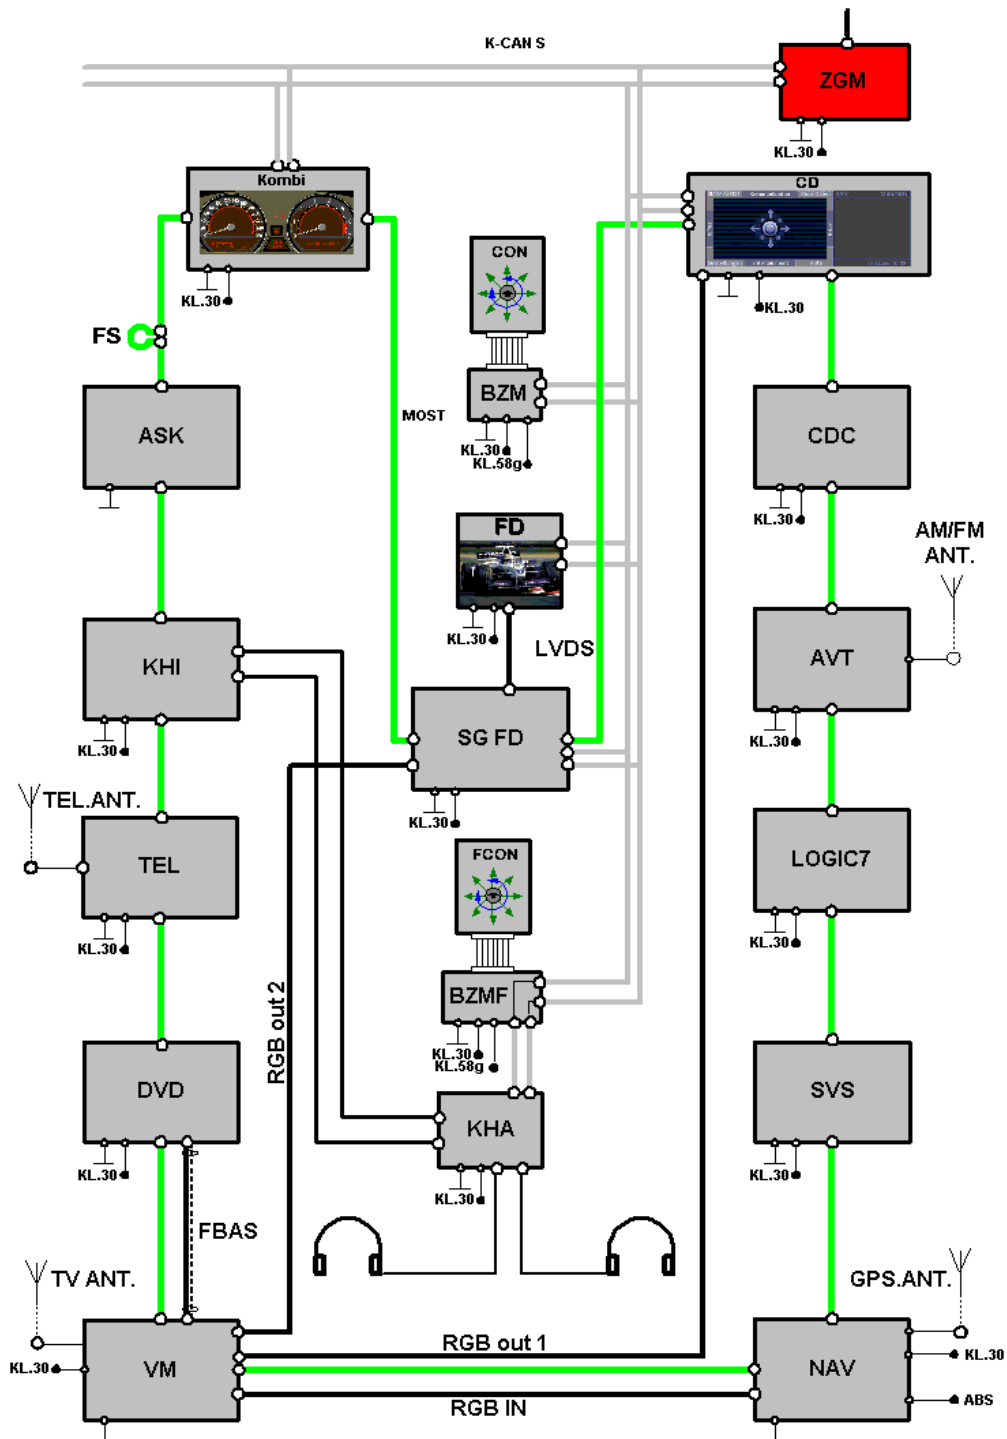 K-CAN S
ZGM
KL.30
Kombi
KL.30
CD
KL.30
CON
FS
BZM
KL.30
KL.58g
MOST
ASK
CDC
KL.30
FD
KL.30
AM/FM
ANT.
LVDS
KHI
KL.30
AVT
KL.30
SG FD
KL.30
TEL.ANT.
TEL
KL.30
LOGIC7
KL.30
FCON
BZMF
KL.30
KL.58g
RGB out 2
DVD
KL.30
SVS
KL.30
KHA
KL.30
FBAS
TV ANT.
GPS.ANT.
VM
KL.30
RGB out 1
RGB IN
NAV
KL.30
ABS